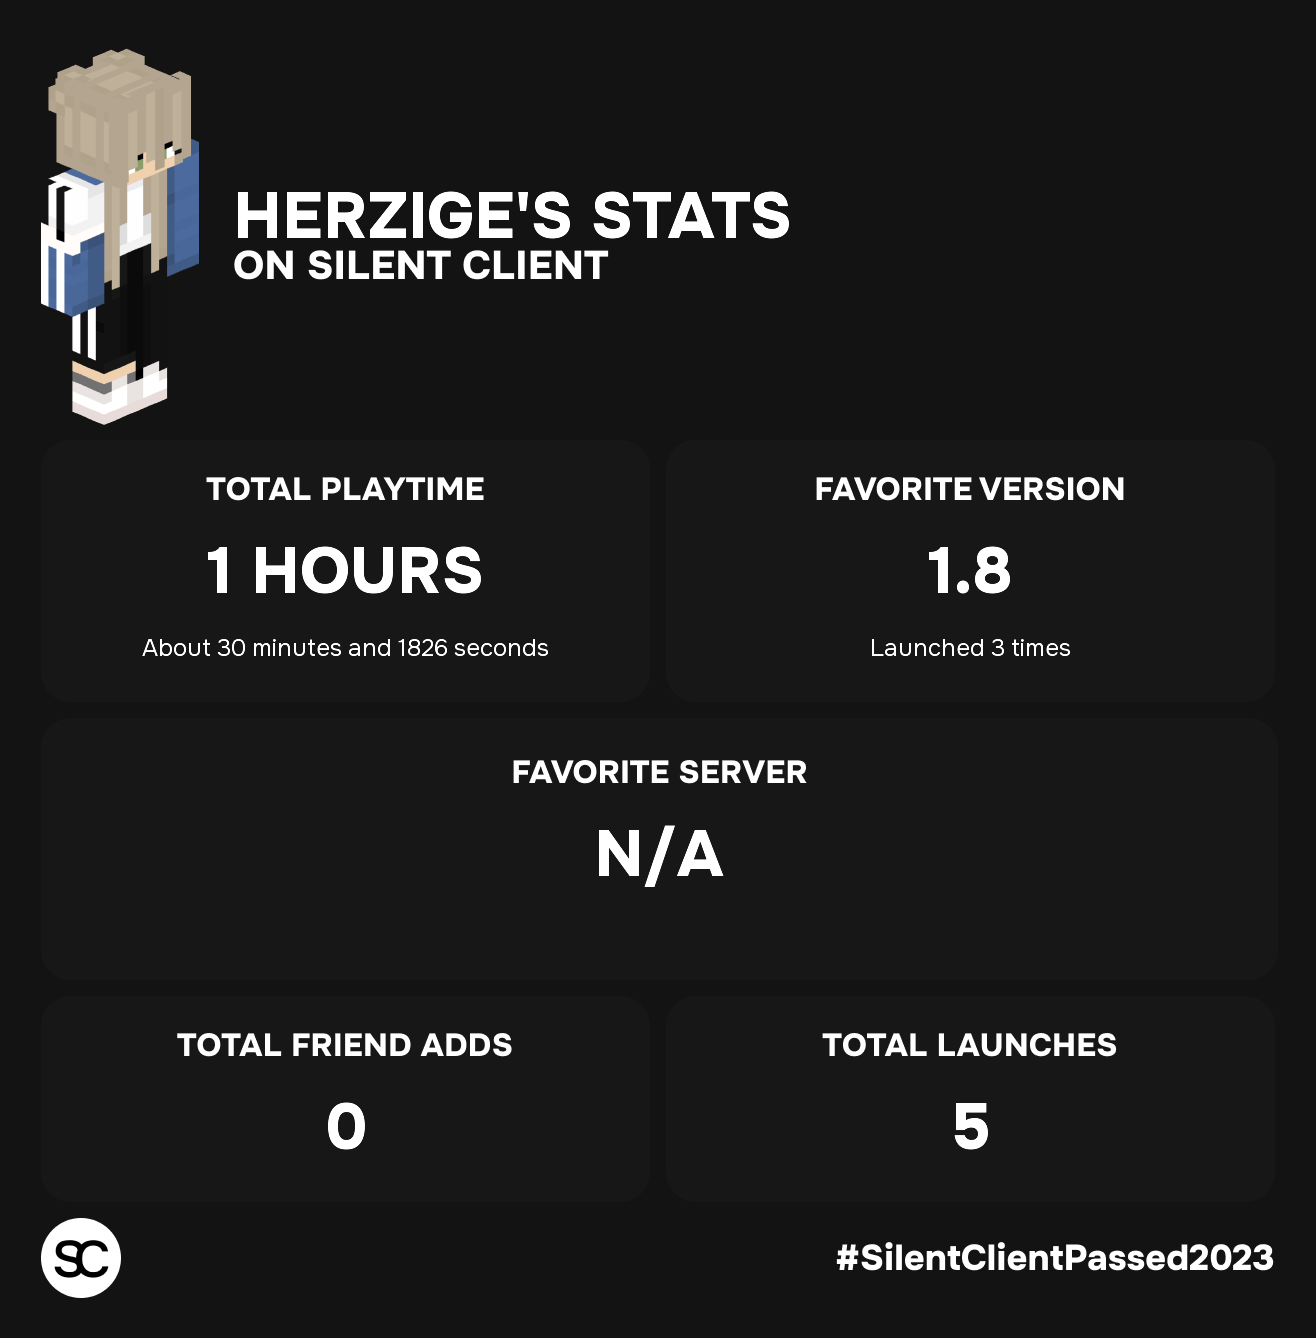 HERZIGE'S STATS
ON SILENT CLIENT
TOTAL PLAYTIME
1 HOURS
About 30 minutes and 1826 seconds
FAVORITE VERSION
1.8
Launched 3 times
FAVORITE SERVER
N/A
TOTAL FRIEND ADDS
0
TOTAL LAUNCHES
5
SC
#SilentClientPassed2023